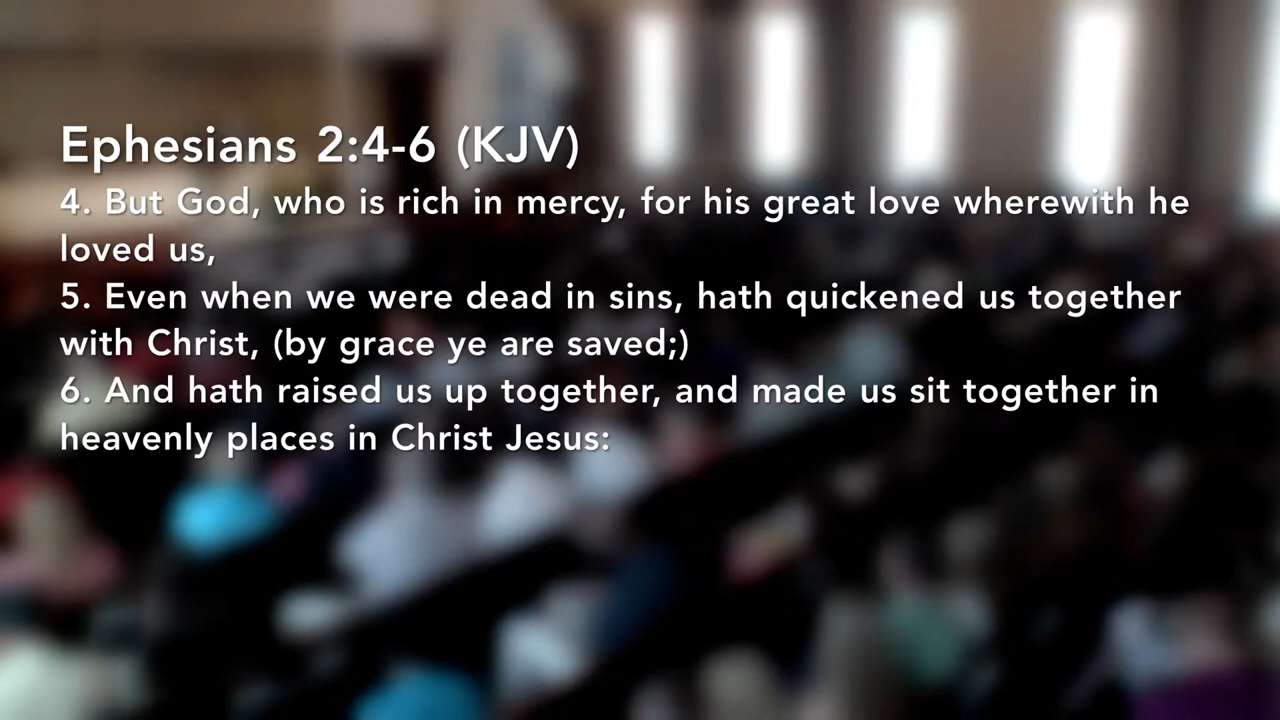 Ephesians 2:4-6 (KJV)
4. But God, who is rich in mercy, for his great love wherewith he
loved us,
5. Even when we were dead in sins, hath quickened us together
with Christ, (by grace ye are saved;)
6. And hath raised us up together, and made us sit together in
heavenly places in Christ Jesus: